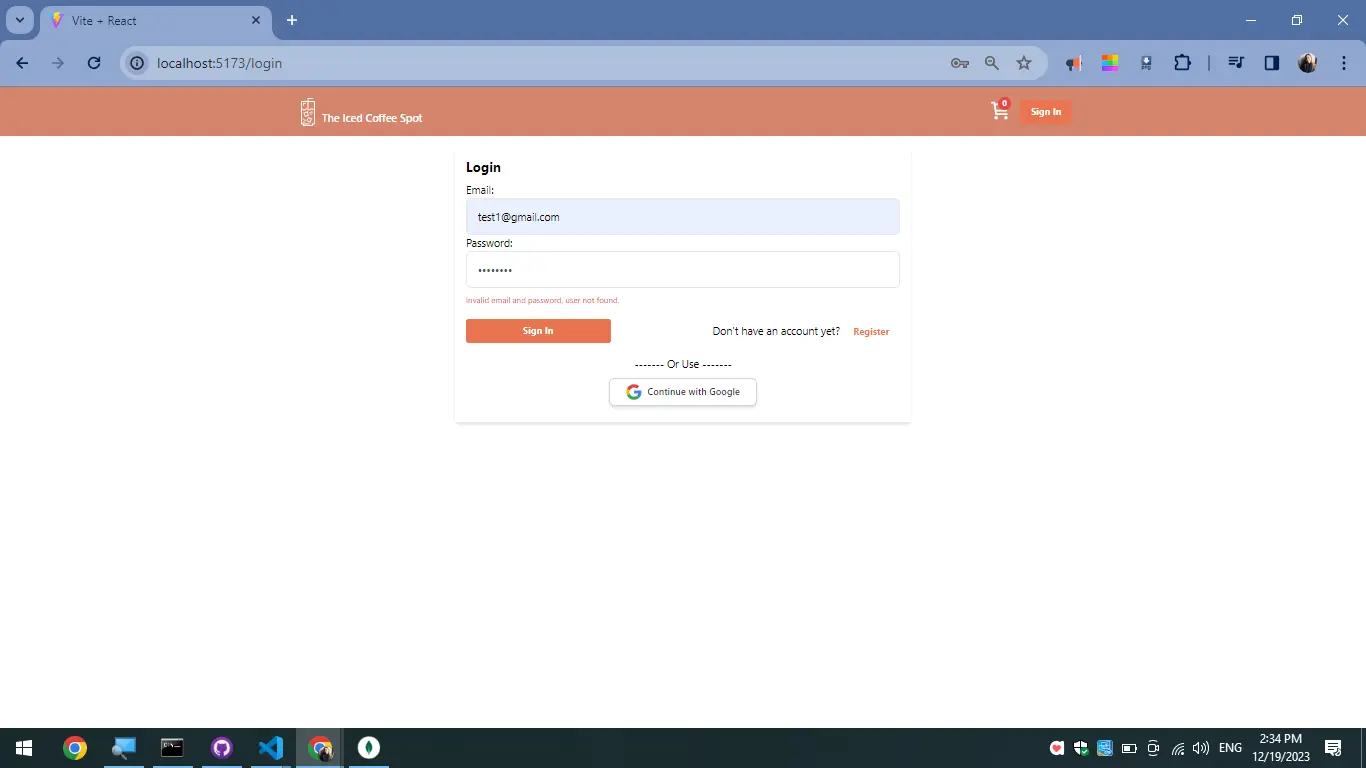 Vite + React
localhost:5173/login
The Iced Coffee Spot
0
Sign In
Login
Email:
test1@gmail.com
Password:
••••••••
Invalid email and password, user not found.
Sign In
Don't have an account yet? Register
------- Or Use -------
Continue with Google
ENG
2:34 PM
12/19/2023